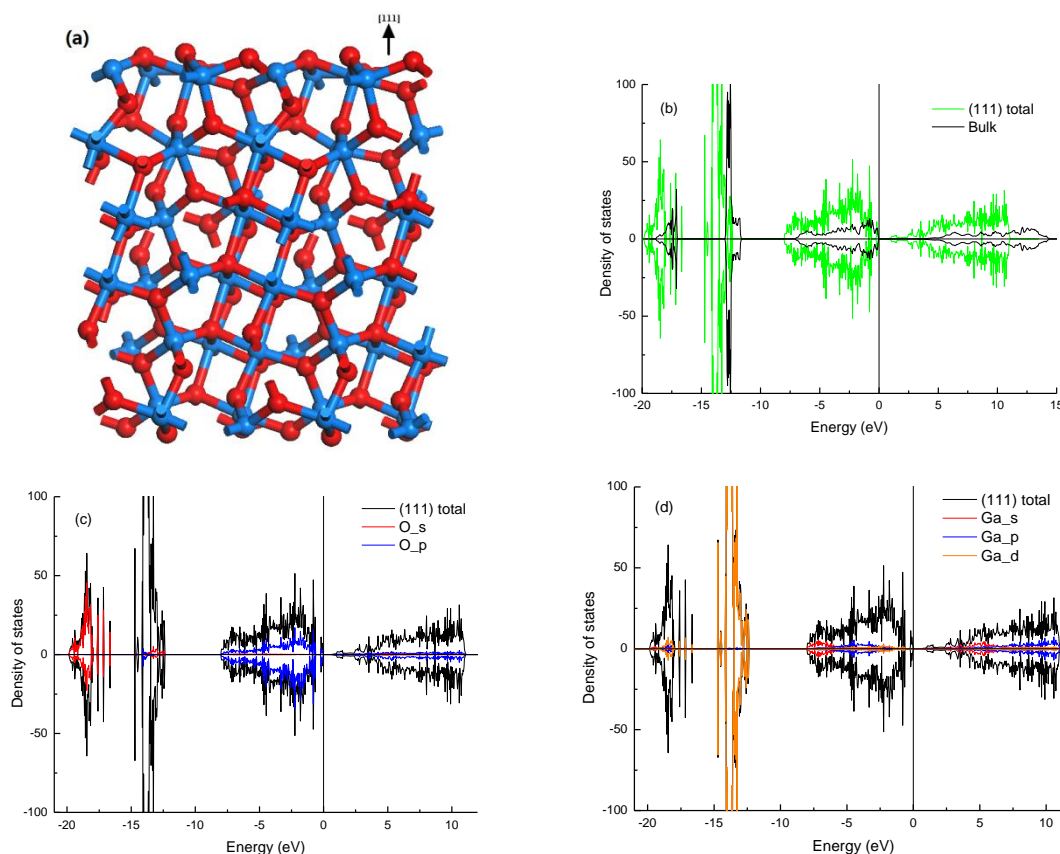 (a)
[111]
(b)
(111) total
Bulk
100
50
0
-50
-100
Density of states
-20
-15
-10
-5
0
5
10
15
Energy (eV)
(c)
(111) total
O_s
O_p
100
50
0
-50
-100
Density of states
-20
-15
-10
-5
0
5
10
Energy (eV)
(d)
(111) total
Ga_s
Ga_p
Ga_d
100
50
0
-50
-100
Density of states
-20
-15
-10
-5
0
5
10
Energy (eV)